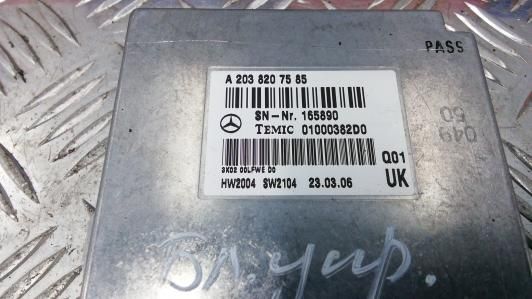 PASS
A 203 820 75 85
SN-Nr. 165890
TEMIC 01000382D0
Q01
3K02 00LFWE D0
HW2004 SW2104 23.03.06 UK
049
50
Бл. упр.